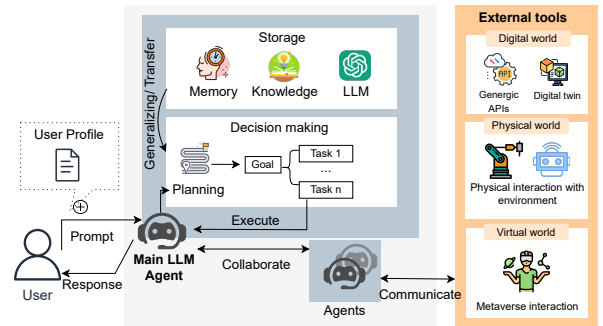 External tools
Storage
Digital world
Memory
Knowledge
LLM
API
Genergic
APIs
Digital twin
Generalizing/ Transfer
Decision making
User Profile
Physical world
Planning
Goal
Task 1
...
Task n
Physical interaction with
environment
Execute
Prompt
Main LLM
Agent
Virtual world
Collaborate
User
Response
Agents
Communicate
Metaverse interaction